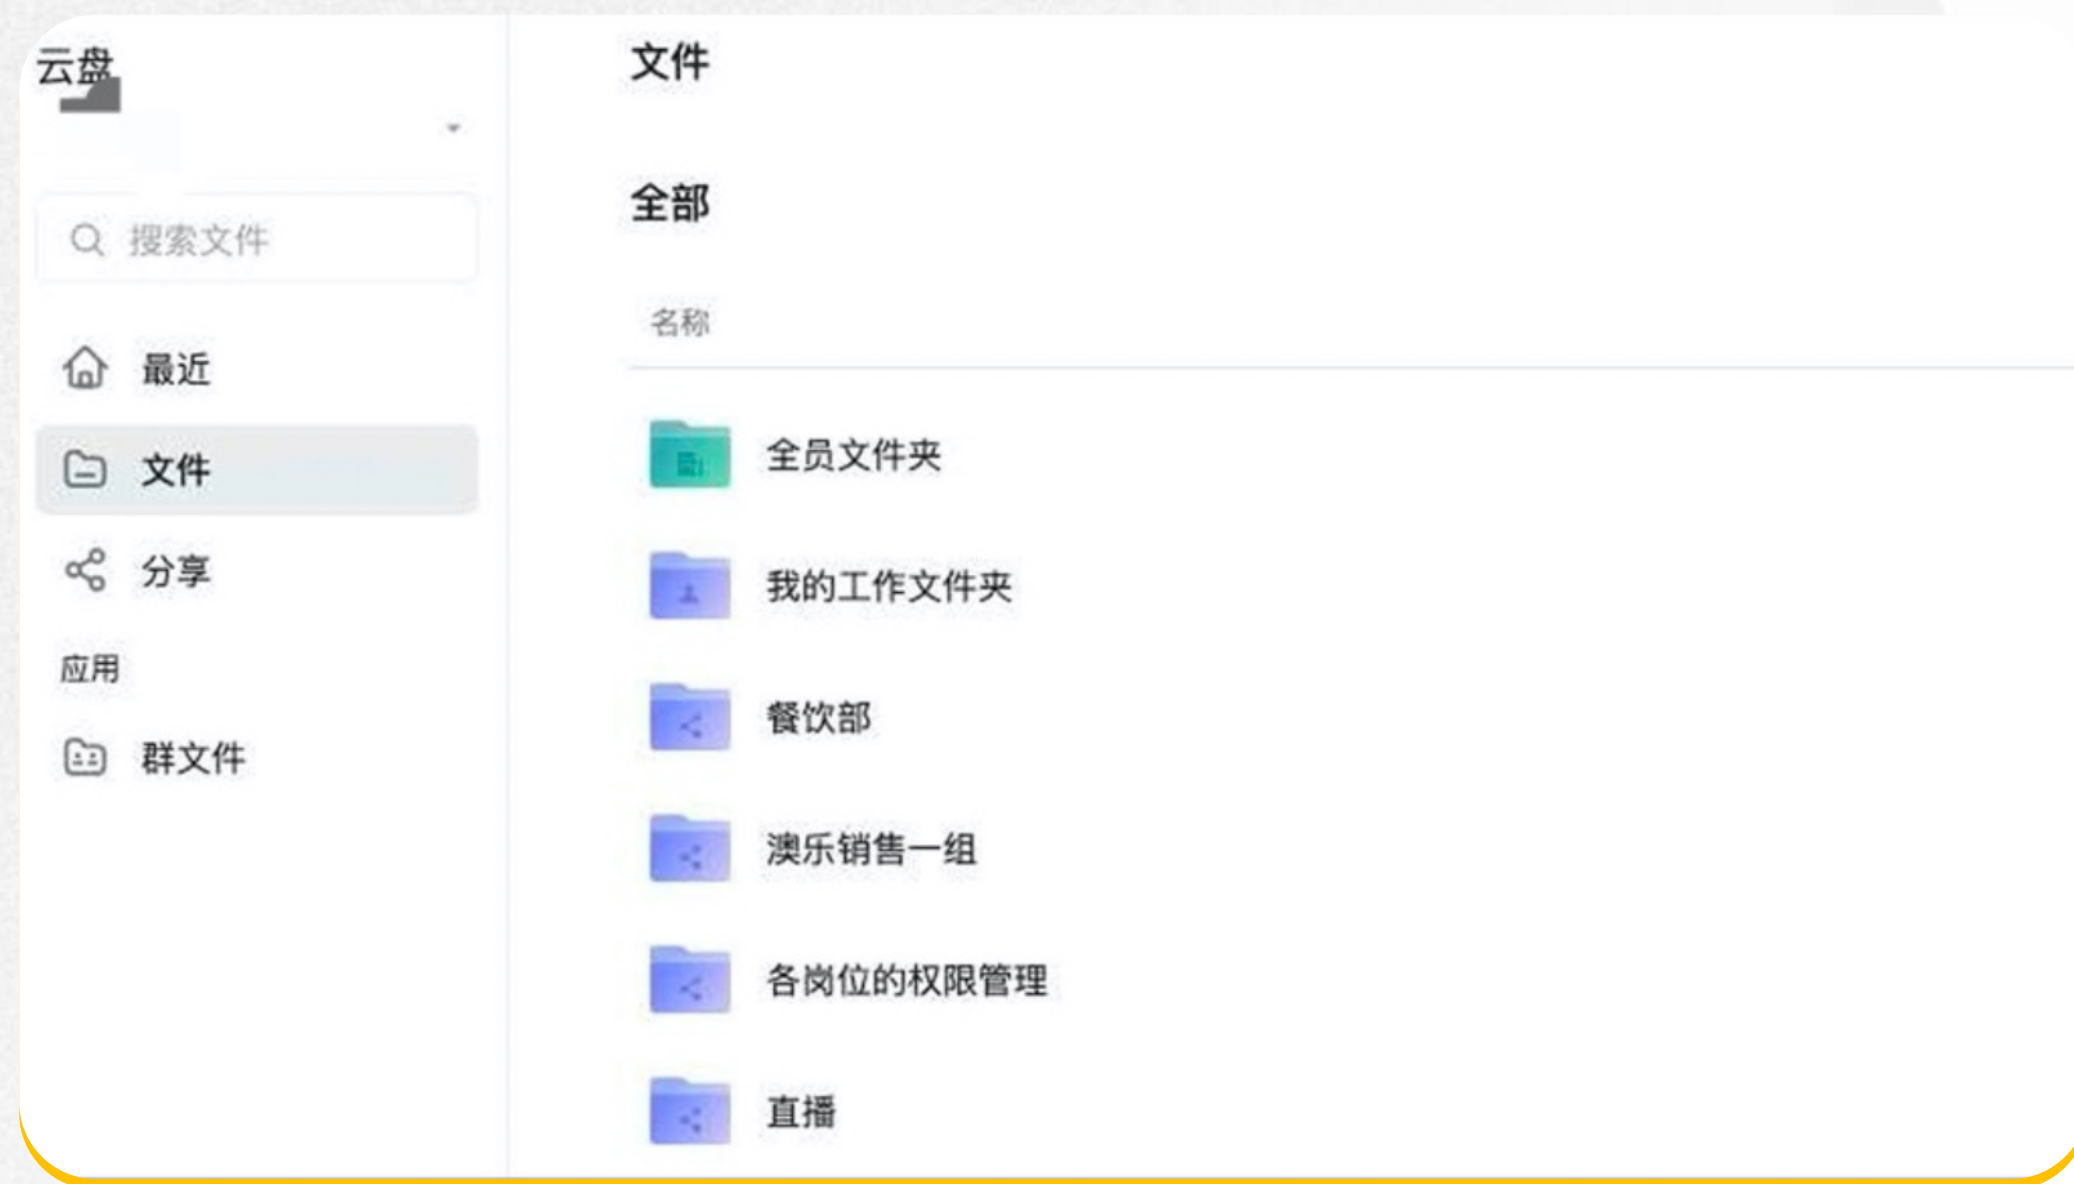 云盘
搜索文件
最近
文件
分享
应用
群文件
文件
全部
名称
全员文件夹
我的工作文件夹
餐饮部
澳乐销售一组
各岗位的权限管理
直播